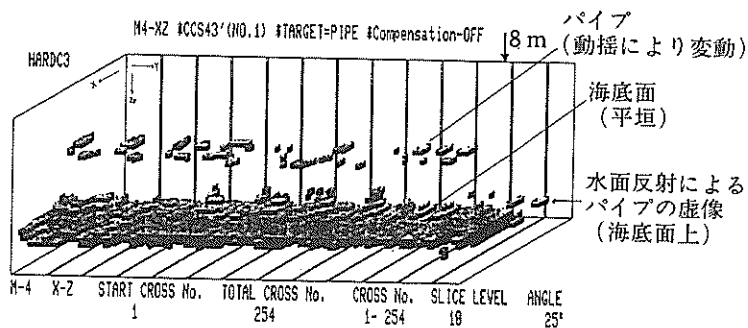 M4-XZ #CCS43'(NO.1) #TARGET=PIPE #Compensation-OFF
8m
パイプ
(動揺により変動)
HARDC3
X
Y
海底面
(平垣)
水面反射による
パイプの虚像
(海底面上)
M-4 X-Z START CROSS No. TOTAL CROSS No. CROSS No. SLICE LEVEL ANGLE
1 254 1-254 18 25°